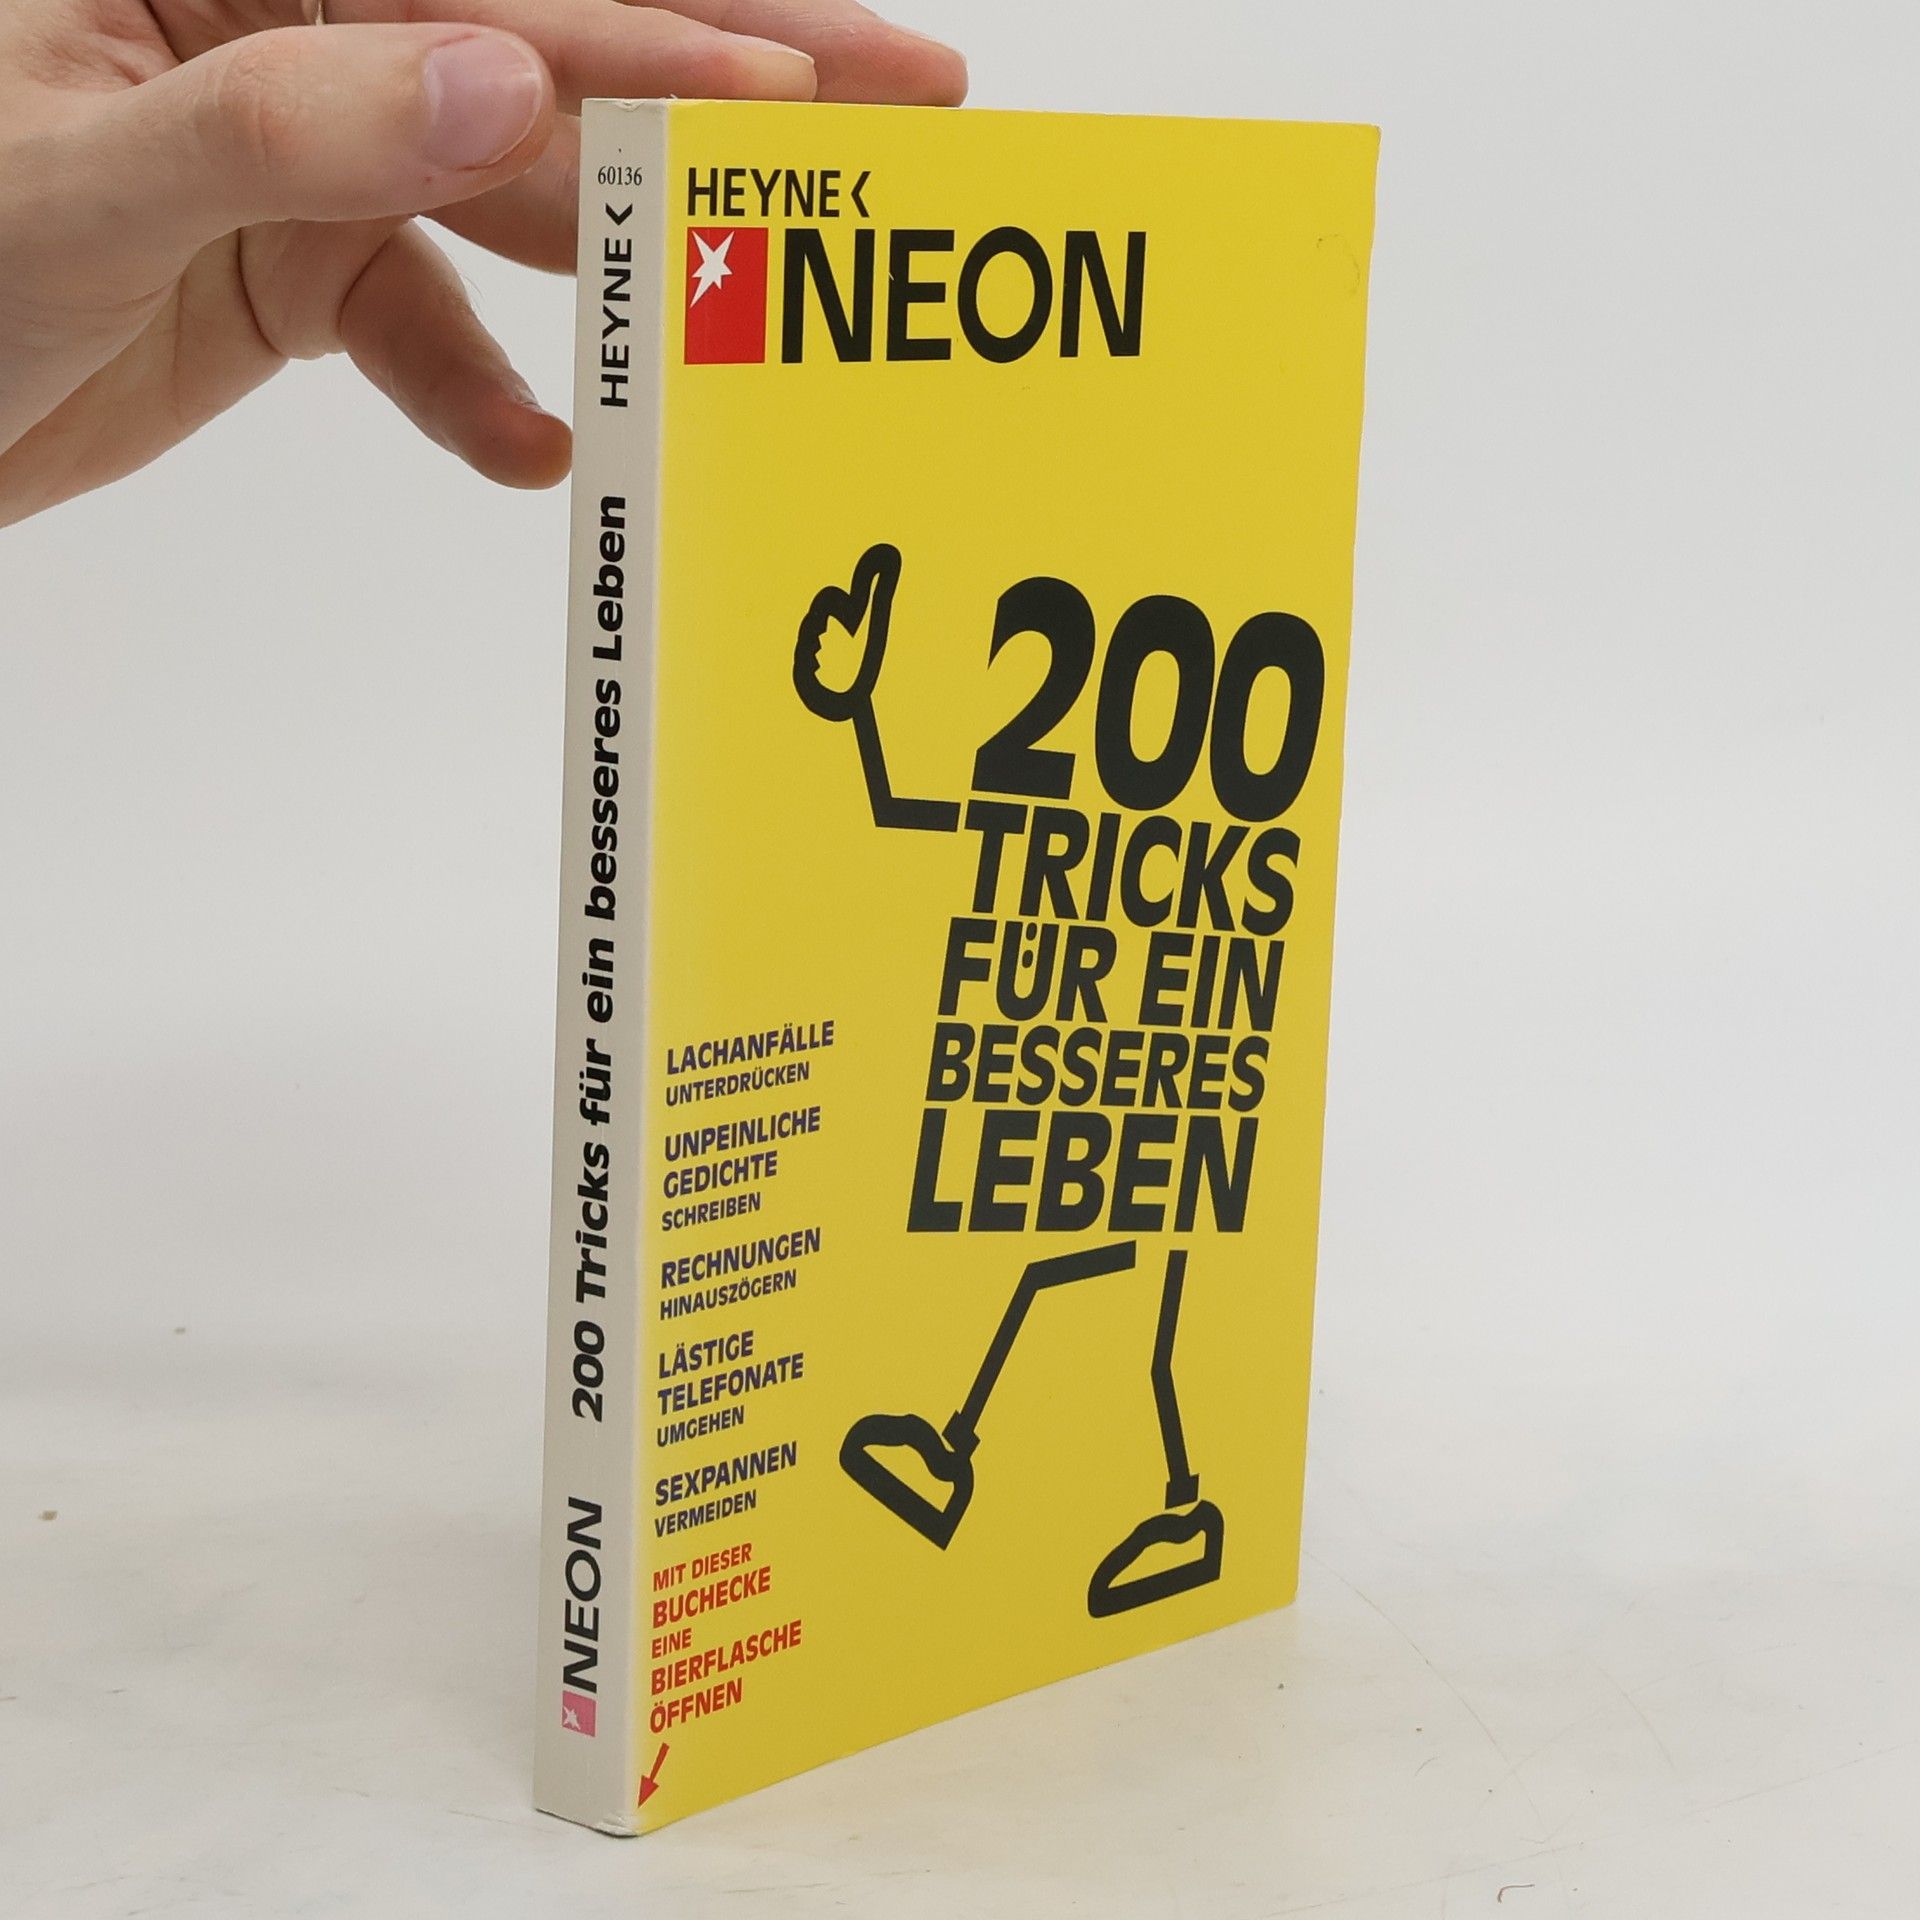 60136
HEYNE<
200 Tricks für ein besseres Leben
NEON
HEYNE<
NEON
200
TRICKS
FÜR EIN
BESSERES
LEBEN
LACHANFÄLLE
UNTERDRÜCKEN
UNPEINLICHE
GEDICHTE
SCHREIBEN
RECHNUNGEN
HINAUSZÖGERN
LÄSTIGE
TELEFONATE
UMGEHEN
SEXPANNEN
VERMEIDEN
MIT DIESER
BUCHECKE
EINE
BIERFLASCHE
ÖFFNEN